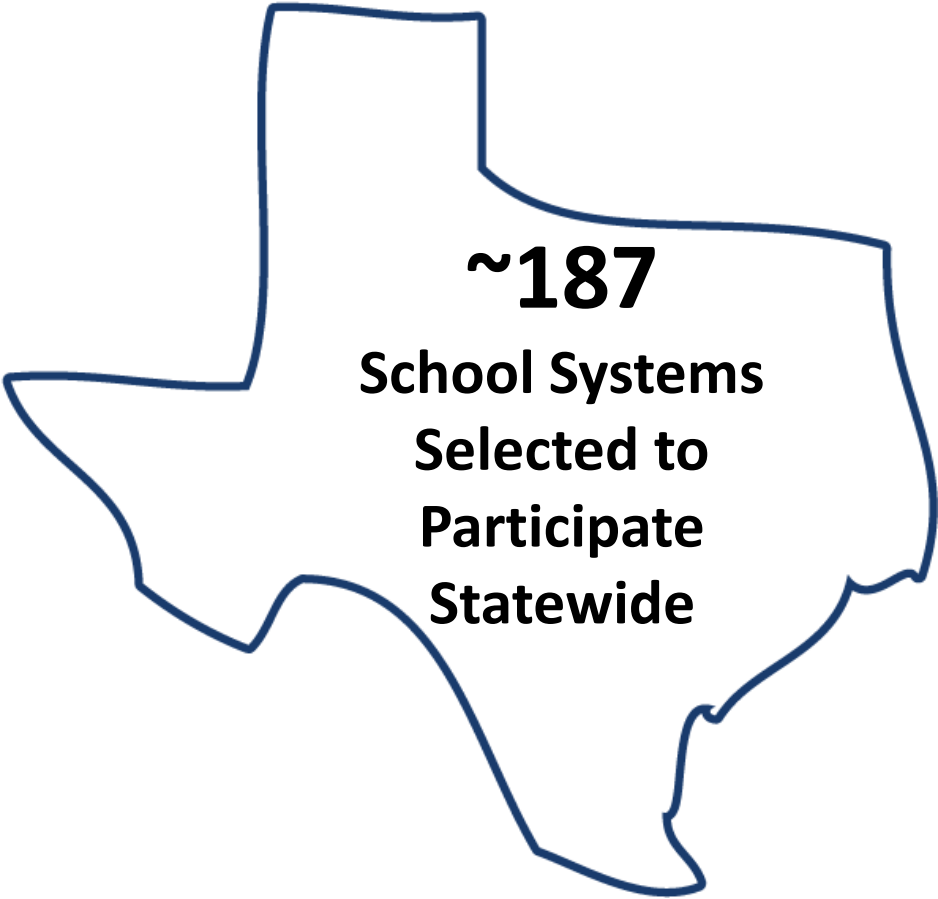 ~187
School Systems
Selected to
Participate
Statewide